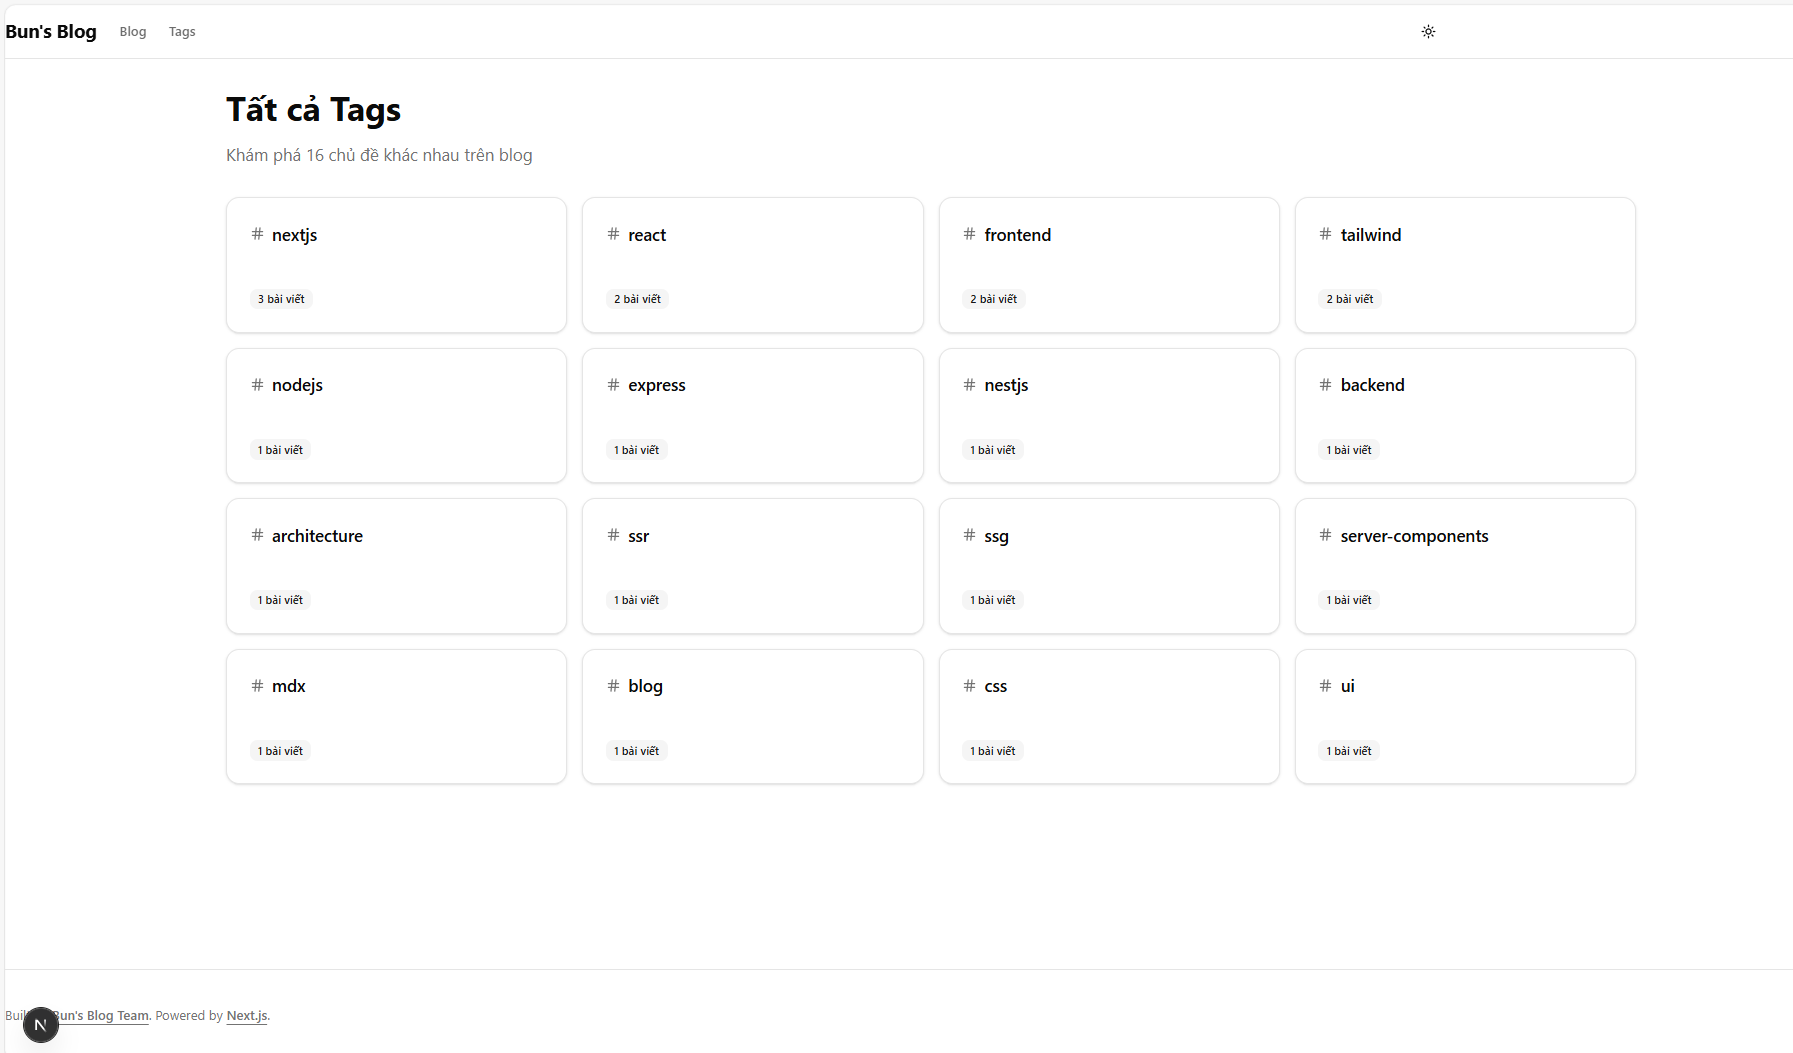 Bun's Blog Blog Tags
Tất cả Tags
Khám phá 16 chủ đề khác nhau trên blog
# nextjs
3 bài viết
# react
2 bài viết
# frontend
2 bài viết
# tailwind
2 bài viết
# nodejs
1 bài viết
# express
1 bài viết
# nestjs
1 bài viết
# backend
1 bài viết
# architecture
1 bài viết
# ssr
1 bài viết
# ssg
1 bài viết
# server-components
1 bài viết
# mdx
1 bài viết
# blog
1 bài viết
# css
1 bài viết
# ui
1 bài viết
Bun's Blog Team. Powered by Next.js.
N